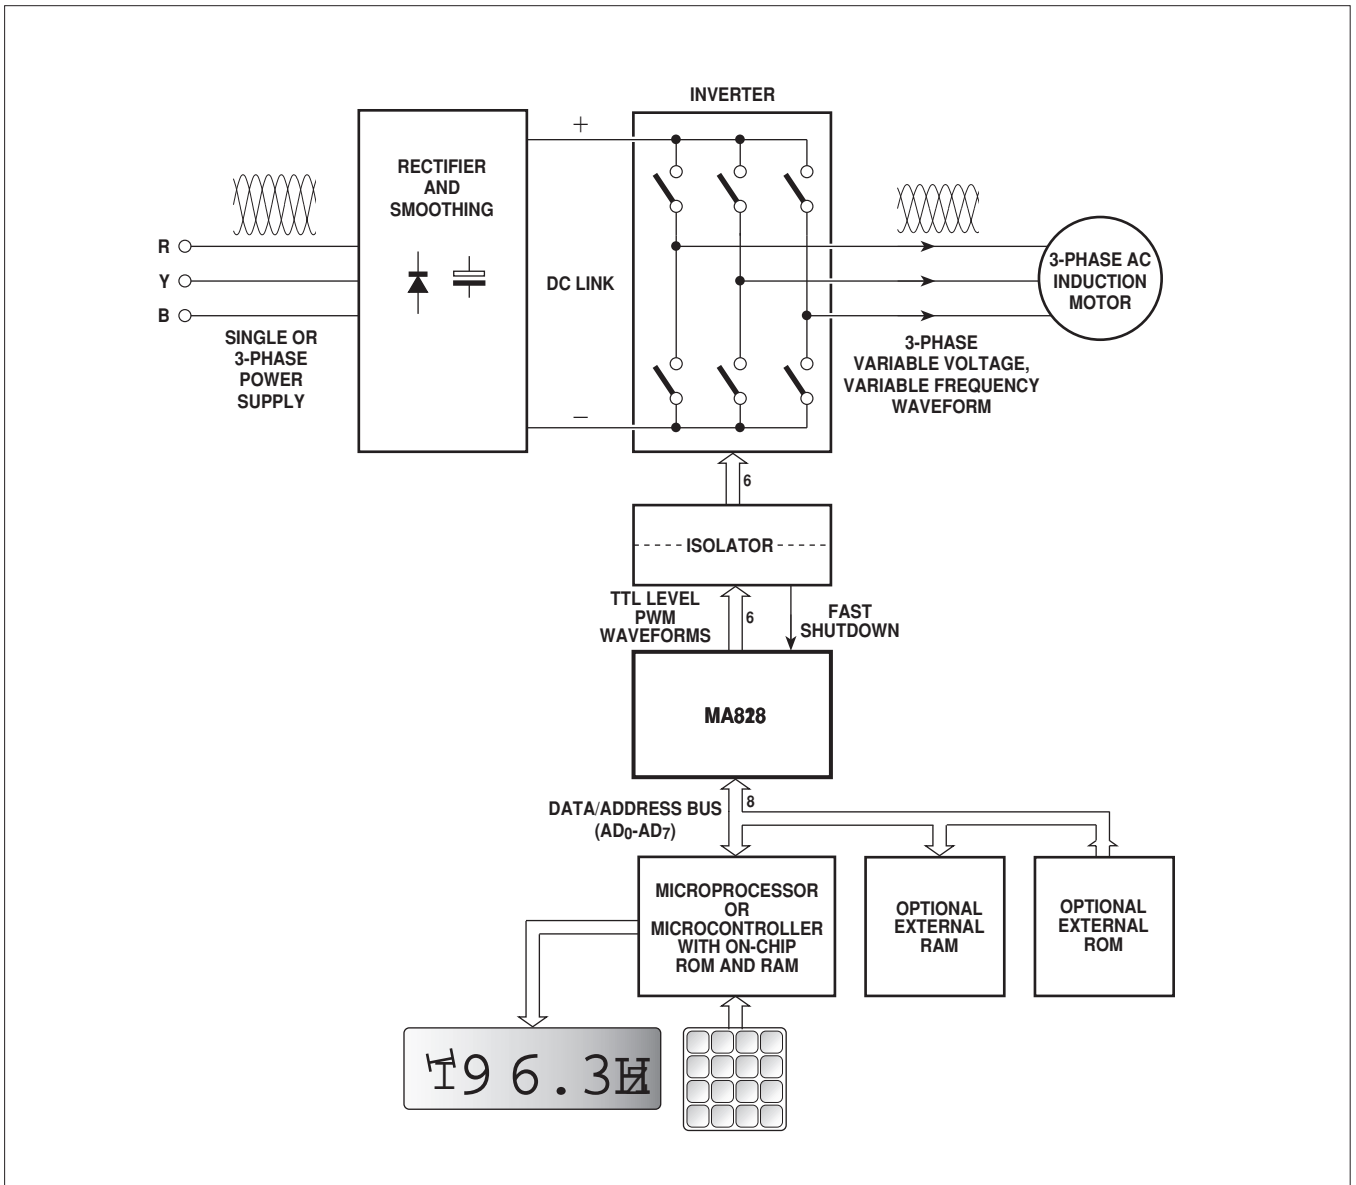 INVERTER
+
RECTIFIER
AND
SMOOTHING
R
Y
B
DC LINK
3-PHASE AC
INDUCTION
MOTOR
SINGLE OR
3-PHASE
POWER
SUPPLY
3-PHASE
VARIABLE VOLTAGE,
VARIABLE FREQUENCY
WAVEFORM
–
6
ISOLATOR
TTL LEVEL
PWM
WAVEFORMS
6
FAST
SHUTDOWN
DATA/ADDRESS BUS
(AD0-AD7)
8
MICROPROCESSOR
OR
MICROCONTROLLER
WITH ON-CHIP
ROM AND RAM
OPTIONAL
EXTERNAL
RAM
OPTIONAL
EXTERNAL
ROM
96.3